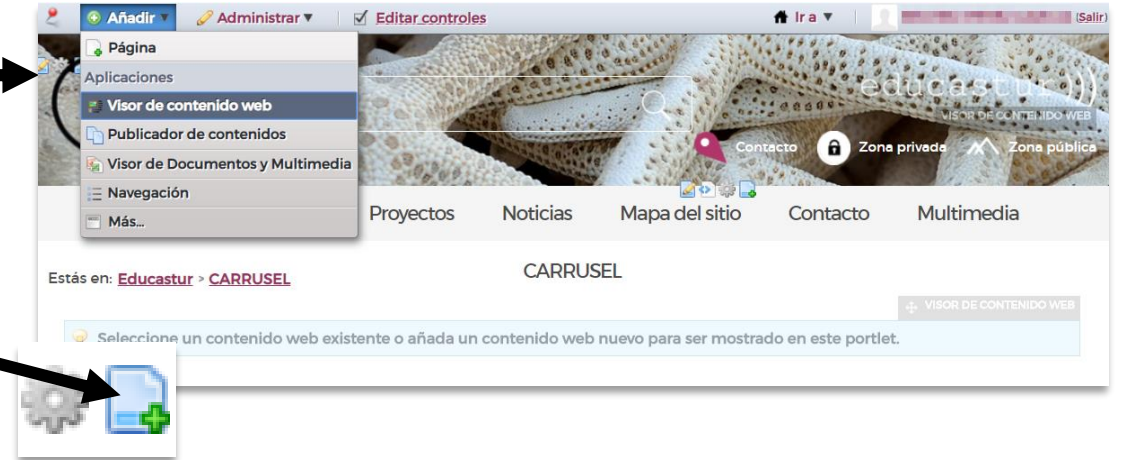 Añadir ▼ Administrar ▼ Editar controles Ir a ▼ (Salir)
Página
Aplicaciones
Visor de contenido web
Publicador de contenidos
Visor de Documentos y Multimedia
Navegación
Más...
educastur)))
VISOR DE CONTENIDO WEB
Contacto Zona privada Zona pública
Proyectos Noticias Mapa del sitio Contacto Multimedia
CARRUSEL
Estás en: Educastur > CARRUSEL
VISOR DE CONTENIDO WEB
Seleccione un contenido web existente o añada un contenido web nuevo para ser mostrado en este portlet.